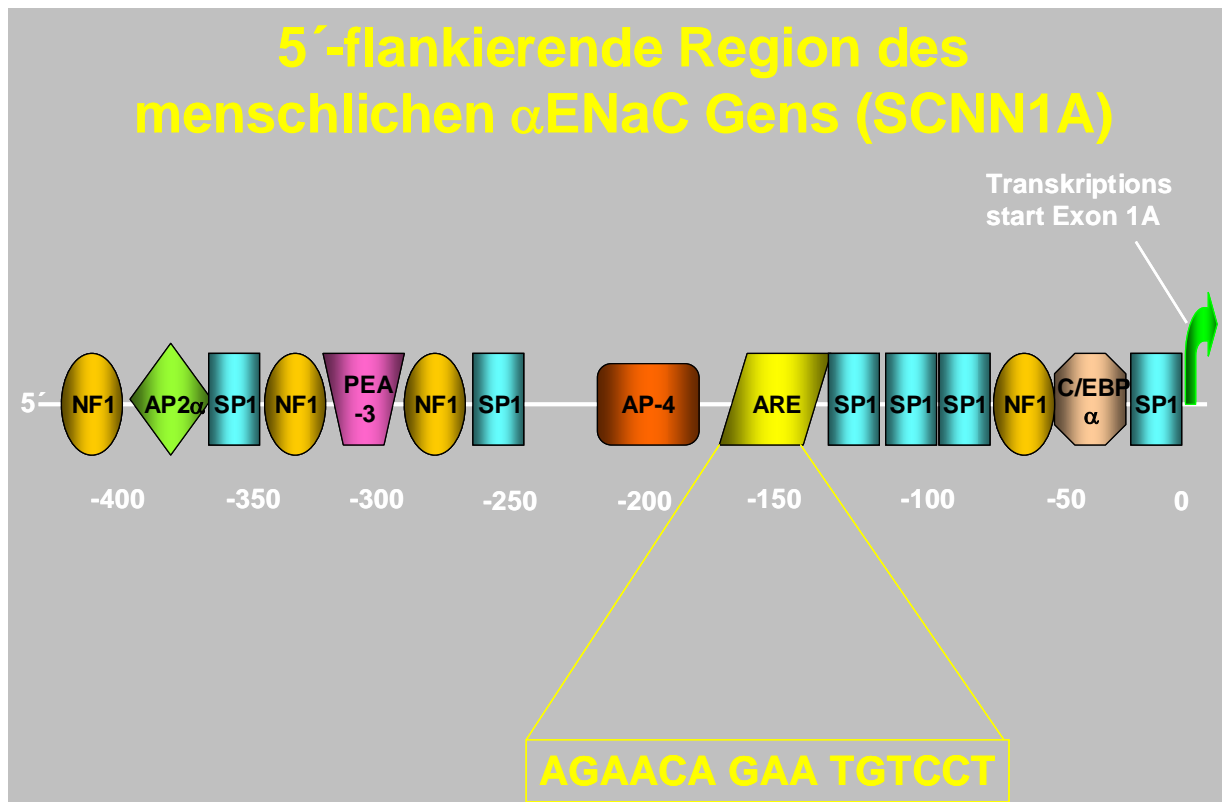 5´-flankierende Region des
menschlichen αENaC Gens (SCNN1A)
Transkriptions
start Exon 1A
5´ NF1 AP2α SP1 NF1 PEA-3 NF1 SP1 AP-4 ARE SP1 SP1 SP1 NF1 C/EBP α SP1
-400 -350 -300 -250 -200 -150 -100 -50 0
AGAACA GAA TGTCCT